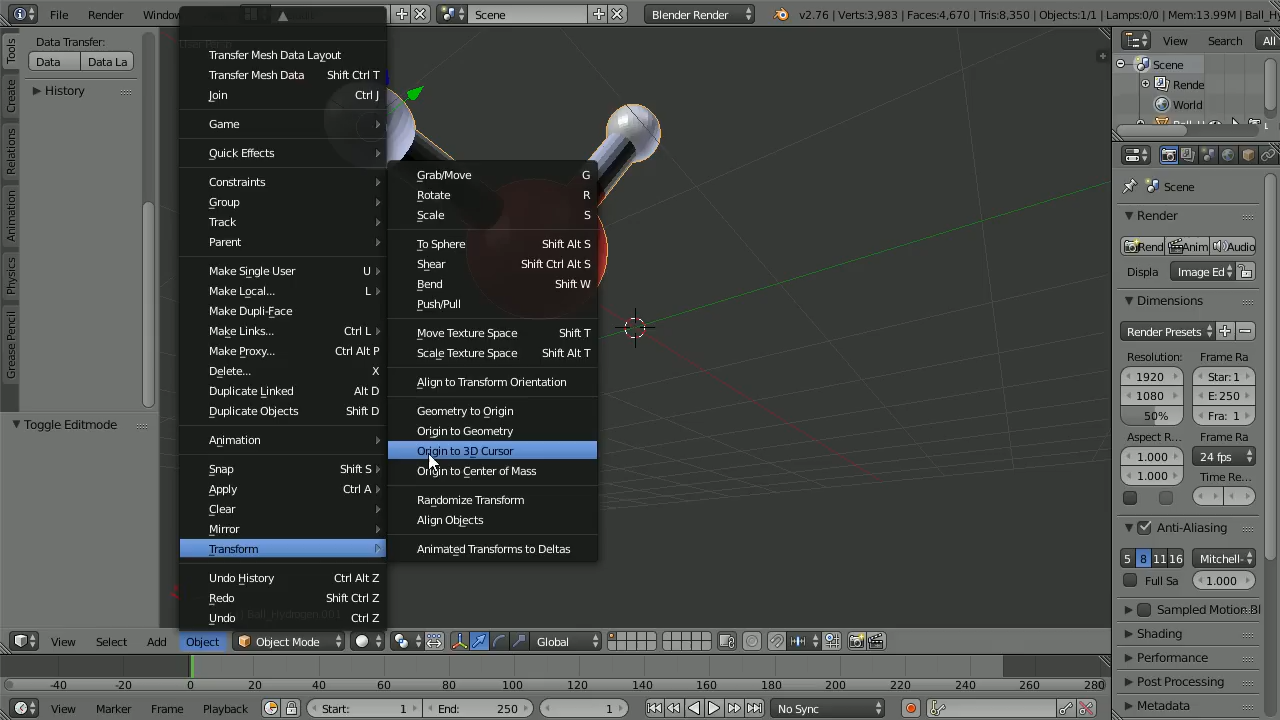 File
Render
Window
Scene
Blender Render
v2.76 | Verts:3,983 | Faces:4,670 | Tris:8,350 | Objects:1/1 | Lamps:0/0 | Mem:13.99M |
Tools
Create
Relations
Animation
Physics
Grease Pencil
Data Transfer:
Data
Data La
History
Toggle Editmode
Transfer Mesh Data Layout
Transfer Mesh Data Shift Ctrl T
Join Ctrl J
Game
Quick Effects
Constraints
Group
Track
Parent
Make Single User U
Make Local... L
Make Dupli-Face
Make Links... Ctrl L
Make Proxy... Ctrl Alt P
Delete... X
Duplicate Linked Alt D
Duplicate Objects Shift D
Animation
Snap Shift S
Apply Ctrl A
Clear
Mirror
Transform
Undo History Ctrl Alt Z
Redo Shift Ctrl Z
Undo Ctrl Z
Grab/Move G
Rotate R
Scale S
To Sphere Shift Alt S
Shear Shift Ctrl Alt S
Bend Shift W
Push/Pull
Move Texture Space Shift T
Scale Texture Space Shift Alt T
Align to Transform Orientation
Geometry to Origin
Origin to Geometry
Origin to 3D Cursor
Origin to Center of Mass
Randomize Transform
Align Objects
Animated Transforms to Deltas
View
Search
All
Scene
Rende
World
Scene
Render
Rend
Anim
Audio
Displa
Image Ed
Dimensions
Render Presets
Resolution:
Frame Ra
1920
Star: 1
1080
E: 250
50%
Fra: 1
Aspect R
Frame Ra
1.000
24 fps
1.000
Time Re...
Anti-Aliasing
5 8 11 16
Mitchell-
Full Sa
1.000
Sampled Motion Bl
Shading
Performance
Post Processing
Metadata
View
Select
Add
Object
Object Mode
Global
-40 -20 0 20 40 60 80 100 120 140 160 180 200 220 240 260 280
View
Marker
Frame
Playback
Start: 1
End: 250
1
No Sync